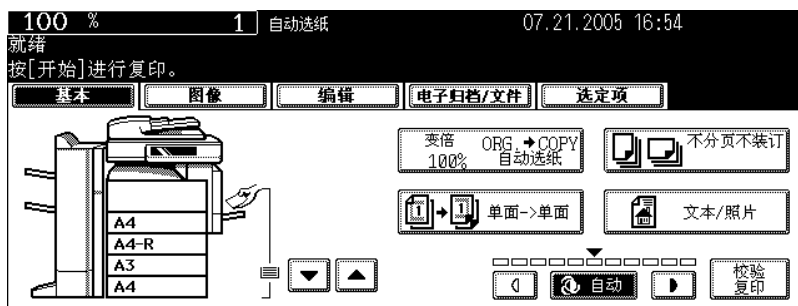 100 % 1 自动选纸 07.21.2005 16:54
就绪
按[开始]进行复印。
基本 图像 编辑 电子归档/文件 选定项
变倍 ORG.➔COPY
100% 自动选纸
不分页不装订
1➔1 单面->单面
文本/照片
A4
A4-R
A3
A4
自动
校验
复印